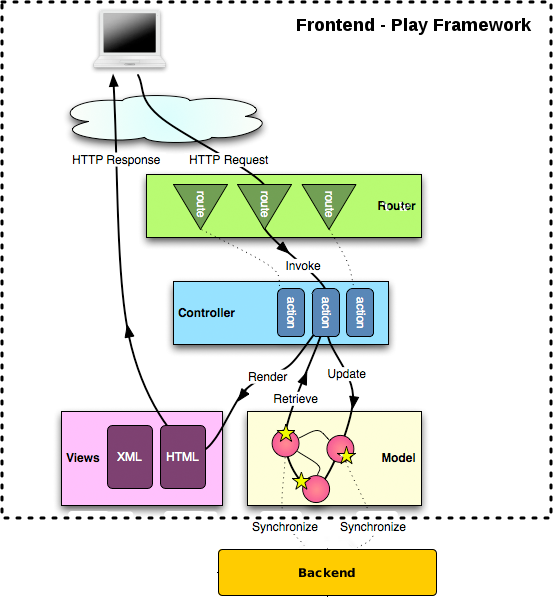 Frontend - Play Framework
HTTP Response
HTTP Request
route
route
route
Router
Invoke
Controller
action
action
action
Render
Update
Retrieve
Views
XML
HTML
Model
Synchronize
Synchronize
Backend